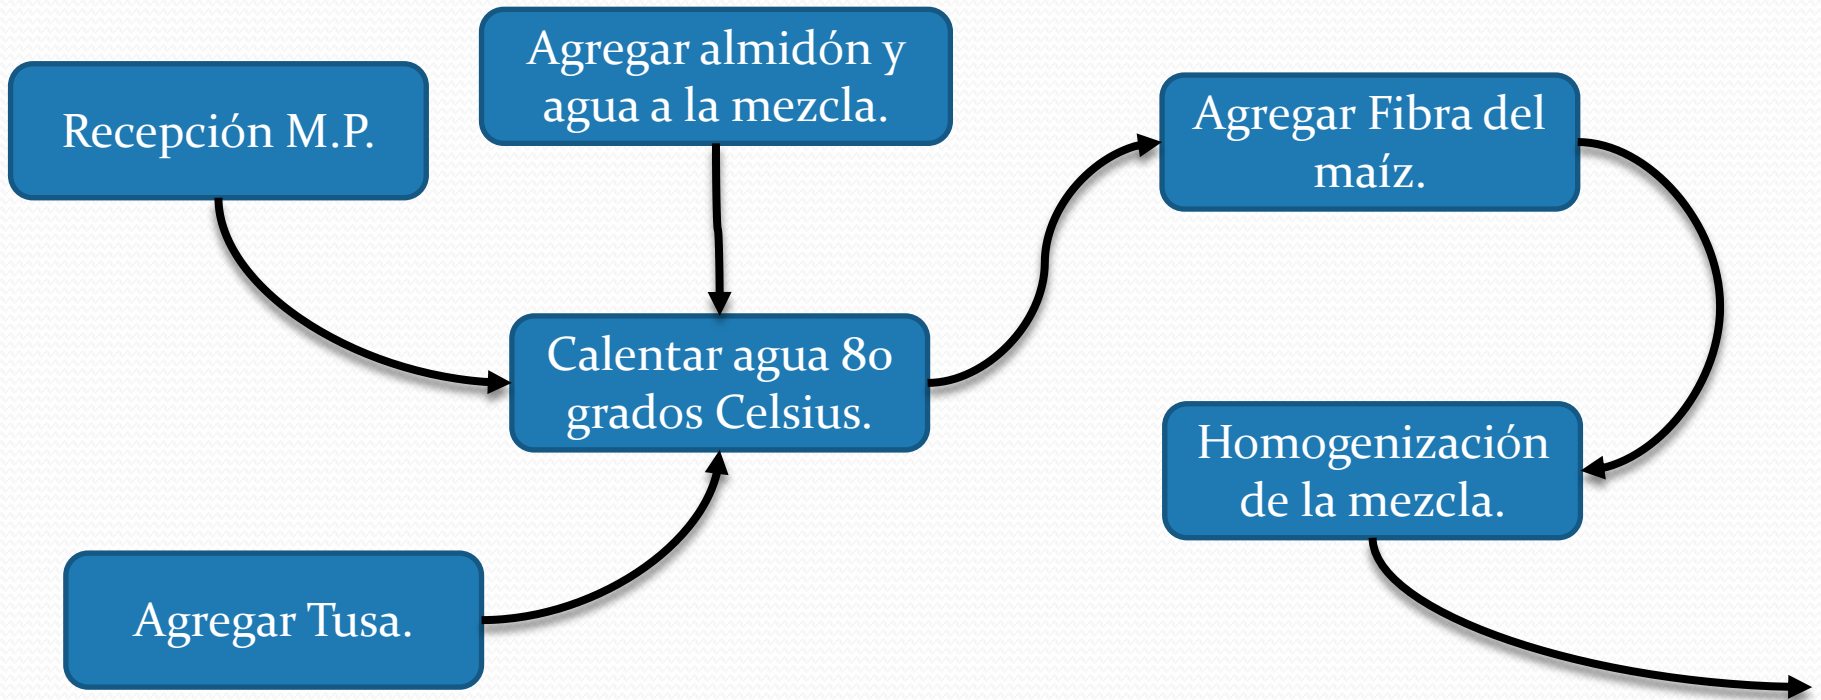 Recepción M.P.
Agregar almidón y
agua a la mezcla.
Agregar Fibra del
maíz.
Calentar agua 80
grados Celsius.
Homogenización
de la mezcla.
Agregar Tusa.